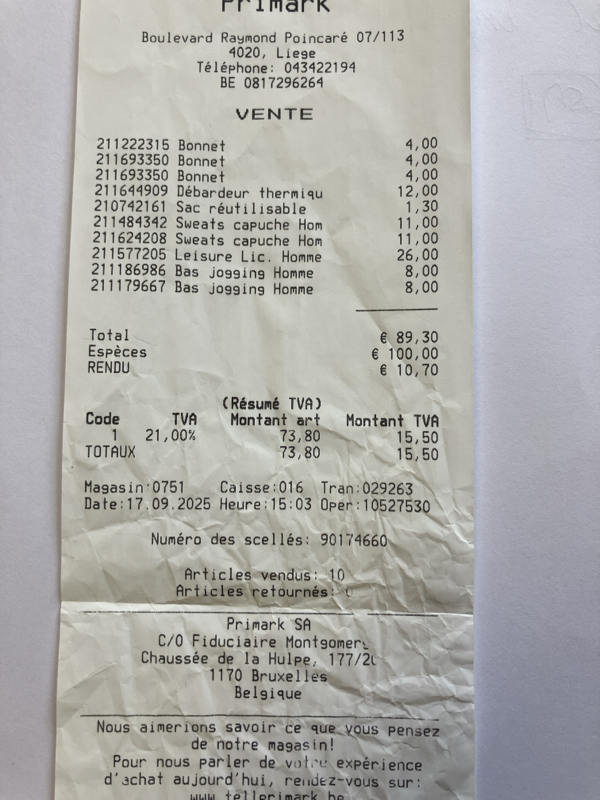 Primark
Boulevard Raymond Poincaré 07/113
4020, Liege
Téléphone: 043422194
BE 0817296264
VENTE
211222315 Bonnet 4,00
211693350 Bonnet 4,00
211693350 Bonnet 4,00
211644909 Débardeur thermiqu 12,00
210742161 Sac réutilisable 1,30
211484342 Sweats capuche Hom 11,00
211624208 Sweats capuche Hom 11,00
211577205 Leisure Lic. Homme 26,00
211186986 Bas jogging Homme 8,00
211179667 Bas jogging Homme 8,00
Total € 89,30
Espèces € 100,00
RENDU € 10,70
(Résumé TVA)
Code TVA Montant art Montant TVA
1 21,00% 73,80 15,50
TOTAUX 73,80 15,50
Magasin:0751 Caisse:016 Tran:029263
Date:17.09.2025 Heure:15:03 Oper:10527530
Numéro des scellés: 90174660
Articles vendus: 10
Articles retournés: 0
Primark SA
C/O Fiduciaire Montgomery
Chaussée de la Hulpe, 177/20
1170 Bruxelles
Belgique
Nous aimerions savoir ce que vous pensez
de notre magasin!
Pour nous parler de votre expérience
d'achat aujourd'hui, rendez-vous sur:
www.tellprimark.be